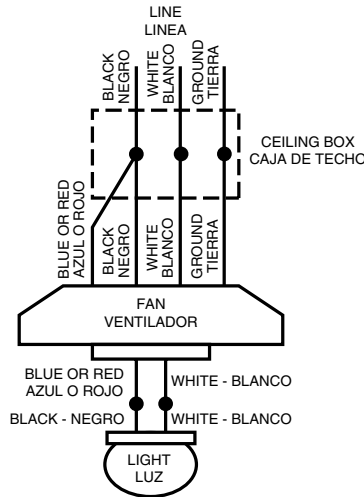 LINE
LINEA
BLACK
NEGRO
WHITE
BLANCO
GROUND
TIERRA
CEILING BOX
CAJA DE TECHO
BLUE OR RED
AZUL O ROJO
BLACK
NEGRO
WHITE
BLANCO
GROUND
TIERRA
FAN
VENTILADOR
BLUE OR RED
AZUL O ROJO
WHITE - BLANCO
BLACK - NEGRO
WHITE - BLANCO
LIGHT
LUZ